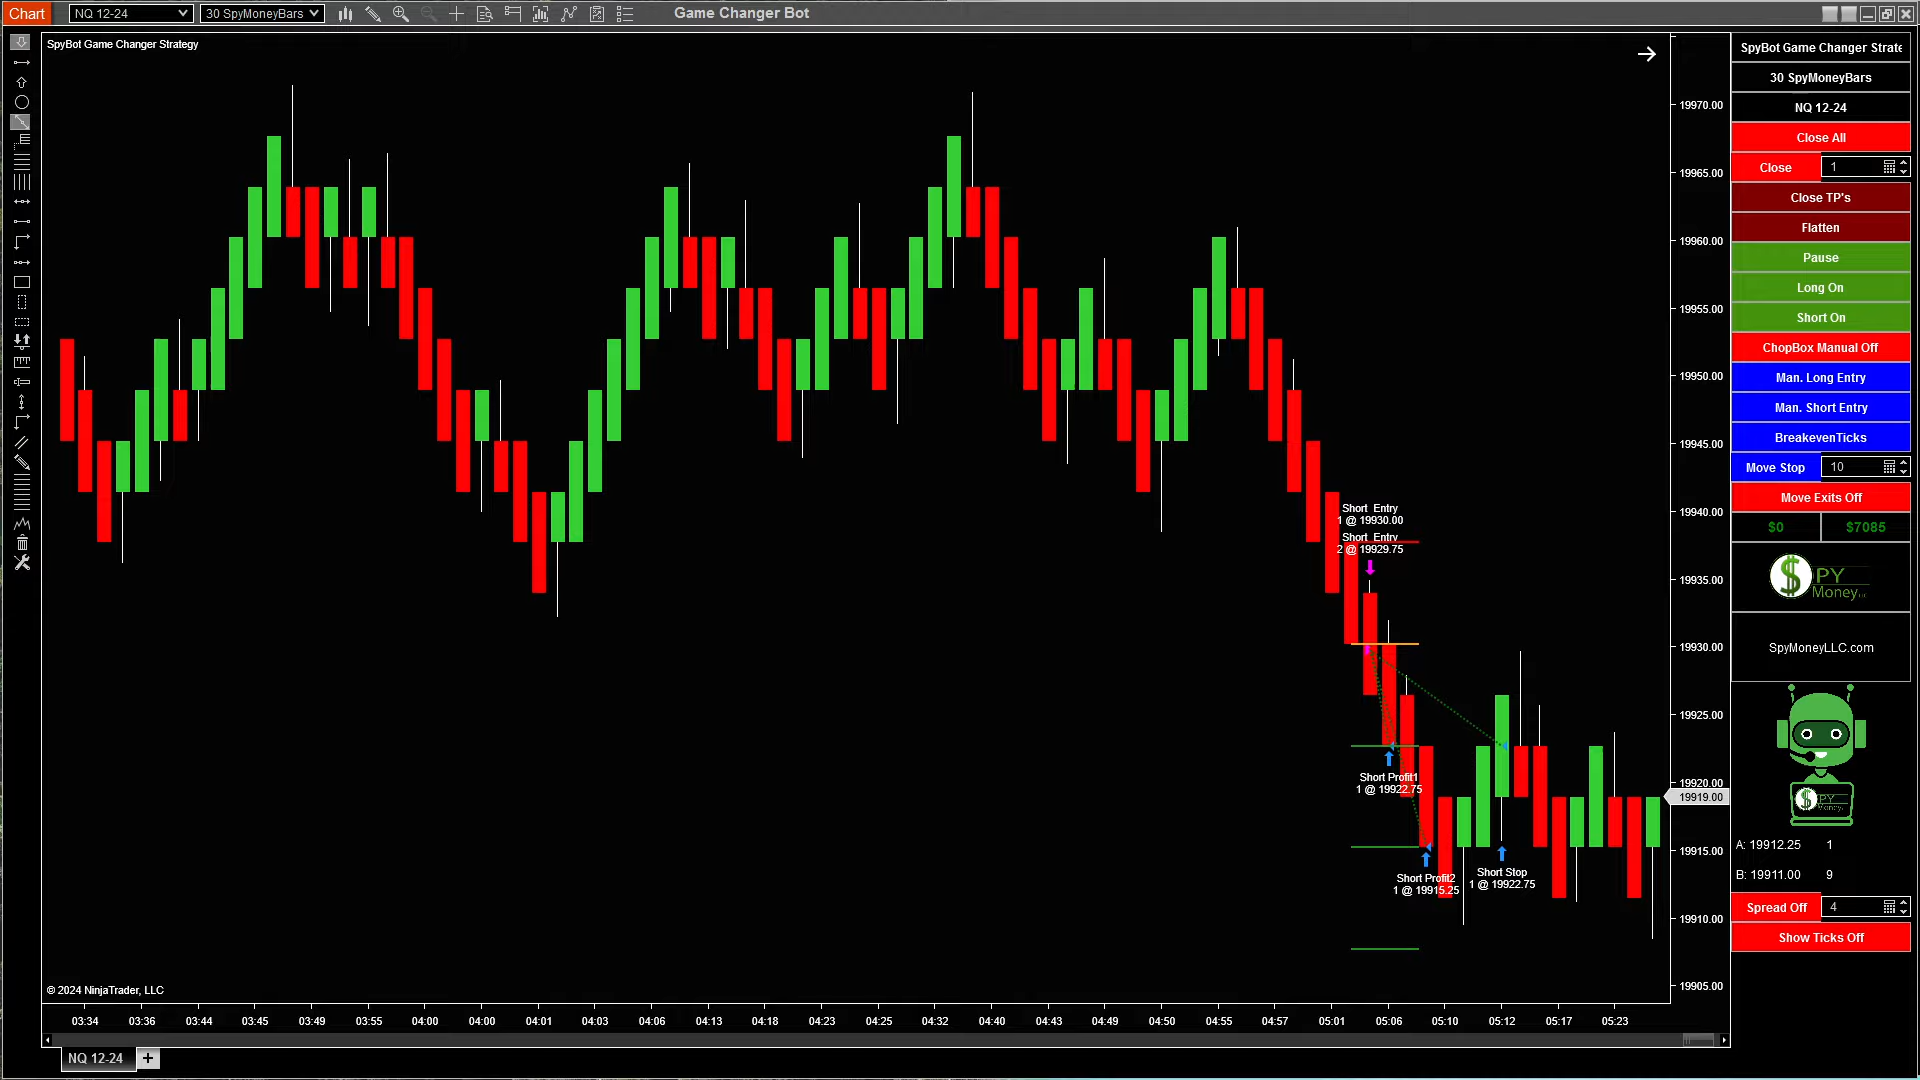 Chart
NQ 12-24
30 SpyMoneyBars
Game Changer Bot
SpyBot Game Changer Strategy
19970.00
19965.00
19960.00
19955.00
19950.00
19945.00
19940.00
19935.00
19930.00
19925.00
19920.00
19919.00
19915.00
19910.00
19905.00
Short Entry
1 @ 19930.00
Short Entry
2 @ 19929.75
Short Profit1
1 @ 19922.75
Short Profit2
1 @ 19915.25
Short Stop
1 @ 19922.75
© 2024 NinjaTrader, LLC
03:34 03:36 03:44 03:45 03:49 03:55 04:00 04:00 04:01 04:03 04:06 04:13 04:18 04:23 04:25 04:32 04:40 04:43 04:49 04:50 04:55 04:57 05:01 05:06 05:10 05:12 05:17 05:23
NQ 12-24 +
SpyBot Game Changer Strate
30 SpyMoneyBars
NQ 12-24
Close All
Close 1
Close TP's
Flatten
Pause
Long On
Short On
ChopBox Manual Off
Man. Long Entry
Man. Short Entry
BreakevenTicks
Move Stop 10
Move Exits Off
$0 $7085
$PY
Money
SpyMoneyLLC.com
$PY
Money
A: 19912.25 1
B: 19911.00 9
Spread Off 4
Show Ticks Off